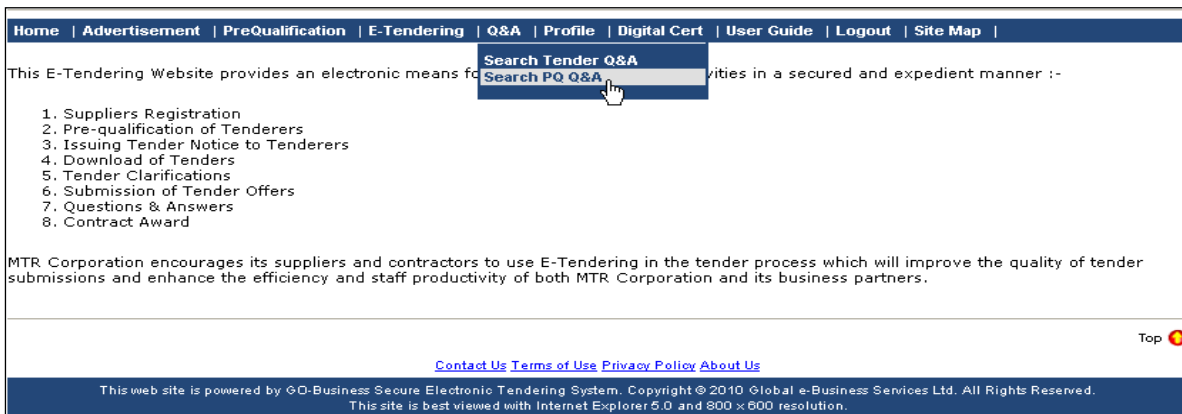 Home | Advertisement | PreQualification | E-Tendering | Q&A | Profile | Digital Cert | User Guide | Logout | Site Map |
Search Tender Q&A
Search PQ Q&A
This E-Tendering Website provides an electronic means vities in a secured and expedient manner :-
1. Suppliers Registration
2. Pre-qualification of Tenderers
3. Issuing Tender Notice to Tenderers
4. Download of Tenders
5. Tender Clarifications
6. Submission of Tender Offers
7. Questions & Answers
8. Contract Award
MTR Corporation encourages its suppliers and contractors to use E-Tendering in the tender process which will improve the quality of tender
submissions and enhance the efficiency and staff productivity of both MTR Corporation and its business partners.
Top
Contact Us Terms of Use Privacy Policy About Us
This web site is powered by GO-Business Secure Electronic Tendering System. Copyright © 2010 Global e-Business Services Ltd. All Rights Reserved.
This site is best viewed with Internet Explorer 5.0 and 800 x 600 resolution.